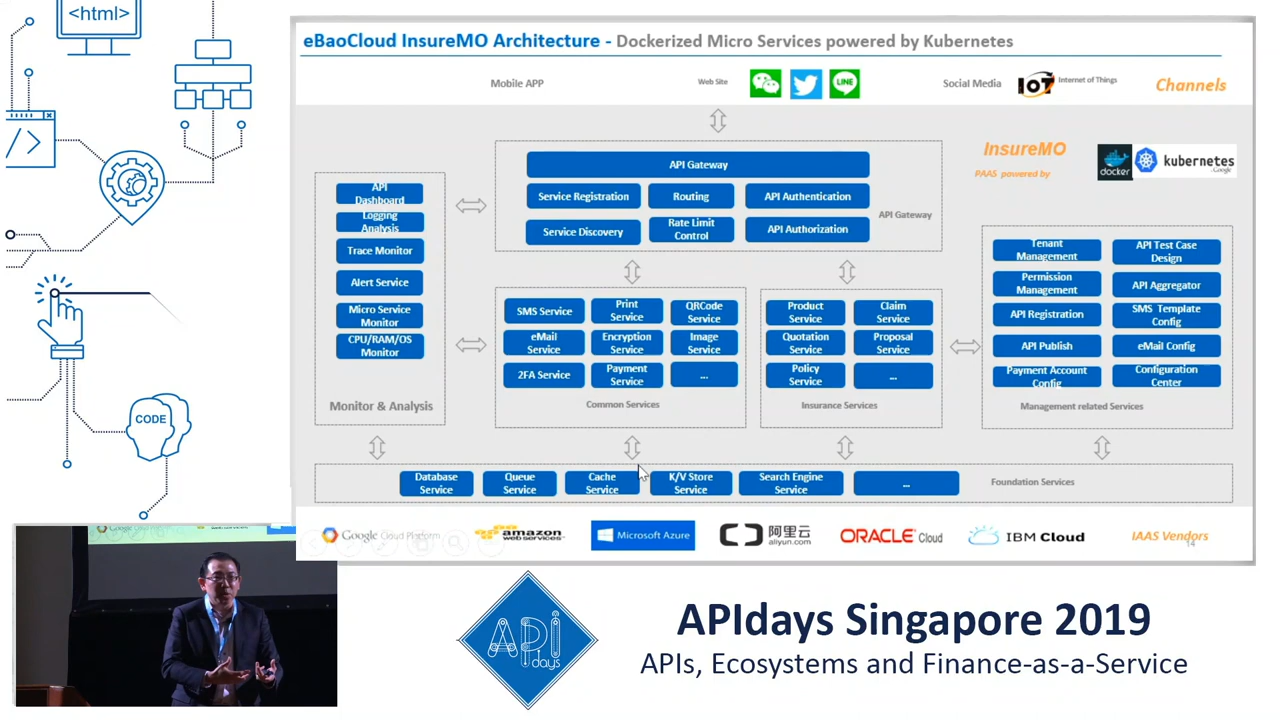 <html>
eBaoCloud InsureMO Architecture - Dockerized Micro Services powered by Kubernetes
Mobile APP
Web Site
LINE
Social Media
IoT
Internet of Things
Channels
InsureMO
PAAS powered by
docker
kubernetes
by Google
API Gateway
Service Registration
Routing
API Authentication
Service Discovery
Rate Limit
Control
API Authorization
API Gateway
API
Dashboard
Logging
Analysis
Trace Monitor
Alert Service
Micro Service
Monitor
CPU/RAM/OS
Monitor
Monitor & Analysis
SMS Service
Print
Service
QRCode
Service
eMail
Service
Encryption
Service
Image
Service
2FA Service
Payment
Service
...
Common Services
Product
Service
Claim
Service
Quotation
Service
Proposal
Service
Policy
Service
...
Insurance Services
Tenant
Management
API Test Case
Design
Permission
Management
API Aggregator
API Registration
SMS Template
Config
API Publish
eMail Config
Payment Account
Config
Configuration
Center
Management related Services
Database
Service
Queue
Service
Cache
Service
K/V Store
Service
Search Engine
Service
...
Foundation Services
Google Cloud Platform
amazon
web services
Microsoft Azure
阿里云
aliyun.com
ORACLE Cloud
IBM Cloud
IAAS Vendors
14
</>
CODE
API
days
APIdays Singapore 2019
APIs, Ecosystems and Finance-as-a-Service